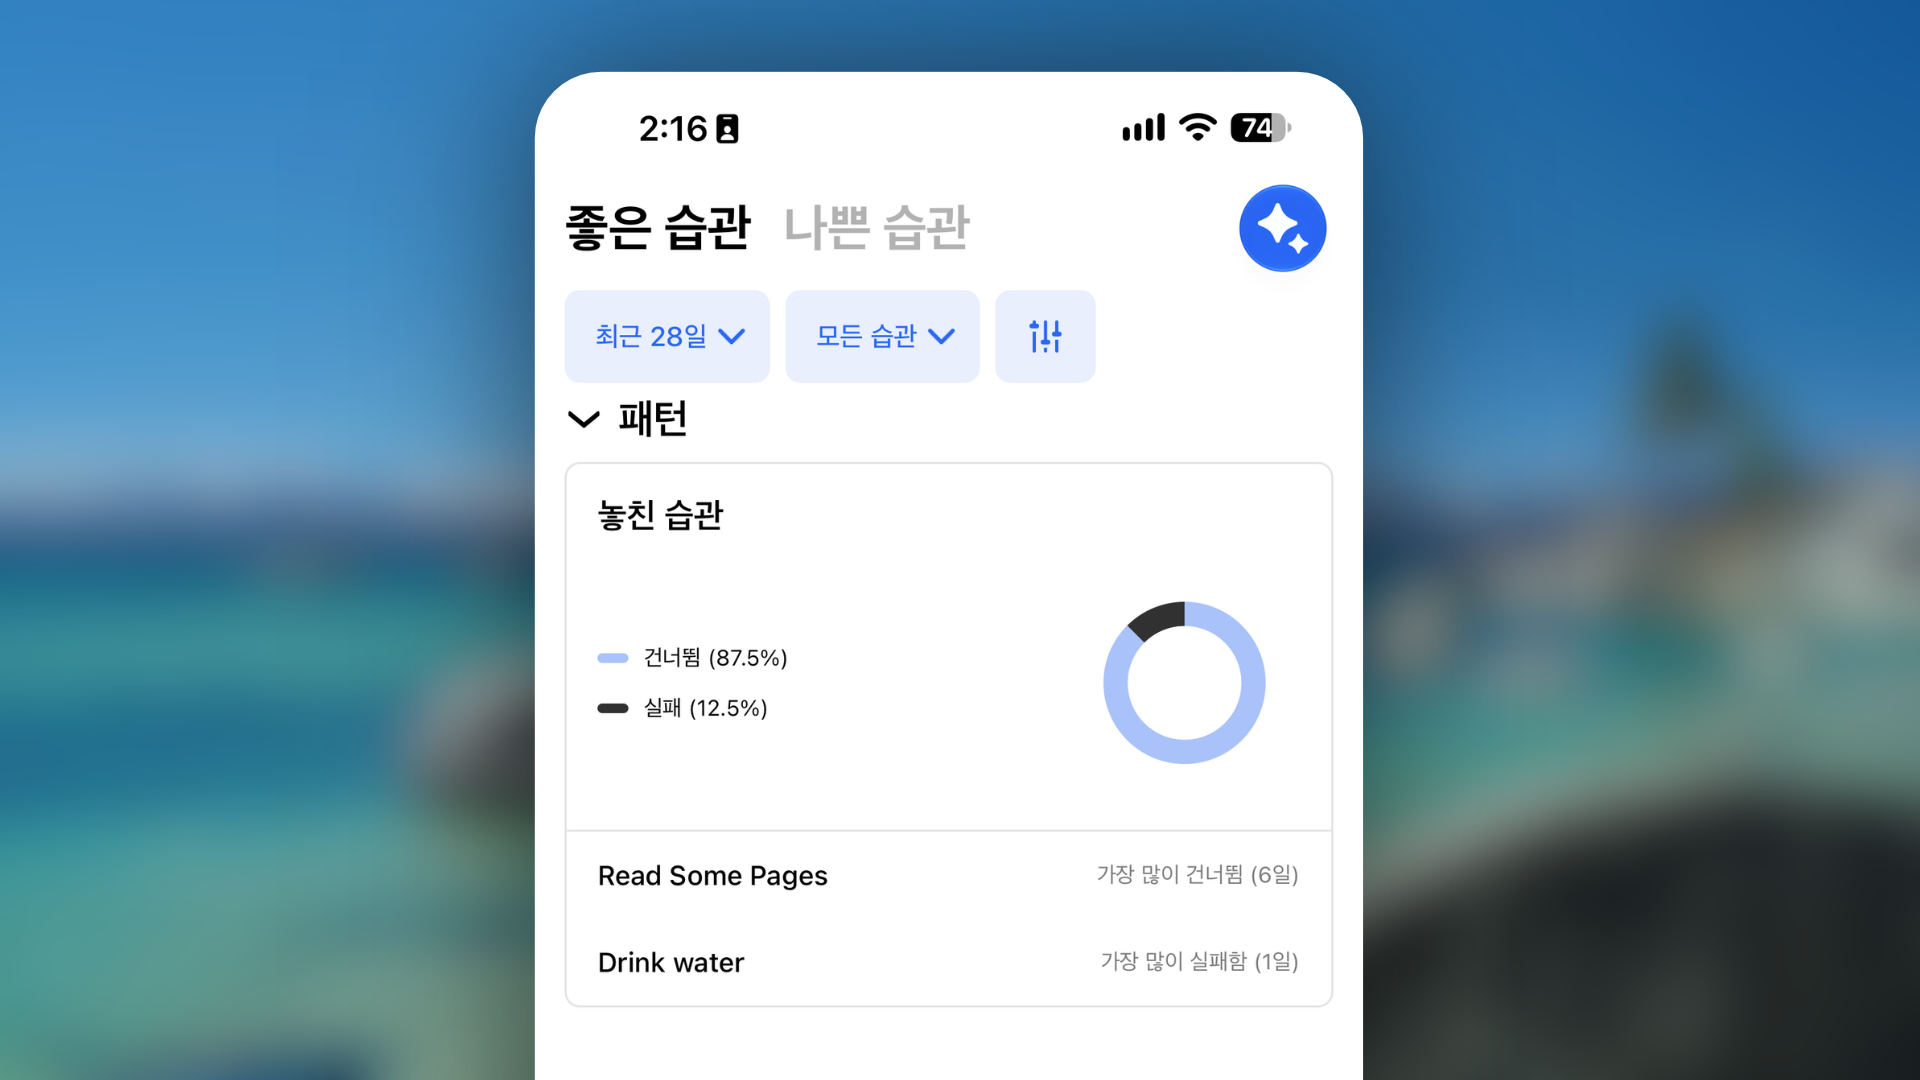 2:16
74
좋은 습관 나쁜 습관
최근 28일 모든 습관
패턴
놓친 습관
건너뜀 (87.5%)
실패 (12.5%)
Read Some Pages 가장 많이 건너뜀 (6일)
Drink water 가장 많이 실패함 (1일)